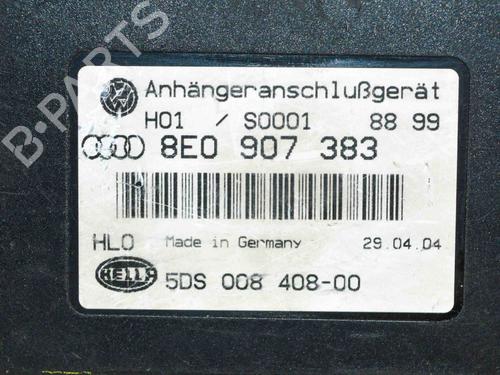 Anhängeranschlußgerät
H01 / S0001 88 99
8E0 907 383
HLO Made in Germany 29.04.04
HELLA 5DS 008 408-00
B-PARTS